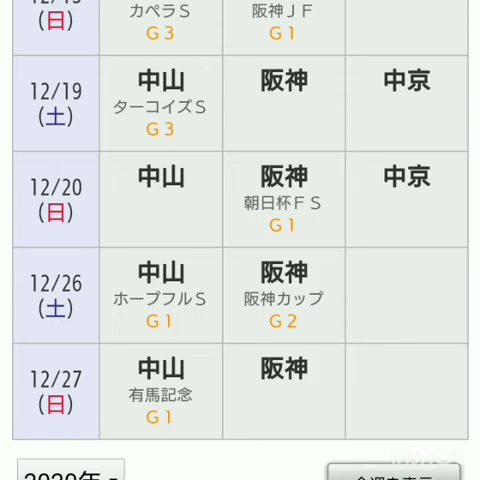 (日) カペラS 阪神JF
G3 G1
12/19 中山 阪神 中京
(土) ターコイズS
G3
12/20 中山 阪神 中京
(日) 朝日杯FS
G1
12/26 中山 阪神
(土) ホープフルS 阪神カップ
G1 G2
12/27 中山 阪神
(日) 有馬記念
G1
2020年